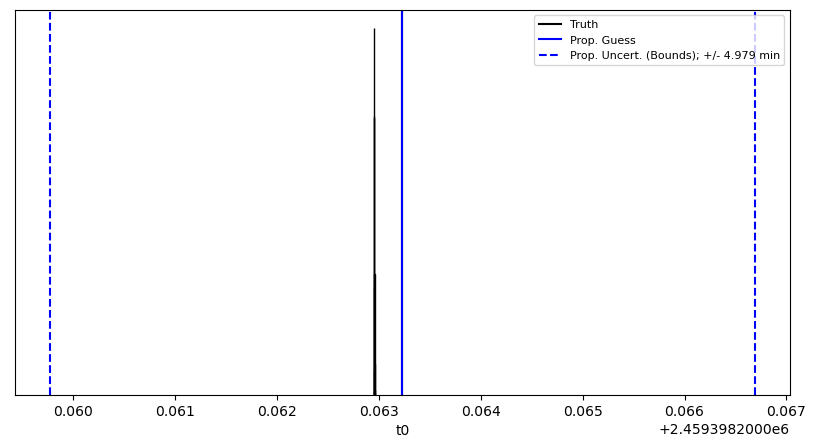 Truth
Prop. Guess
Prop. Uncert. (Bounds); +/- 4.979 min
0.060 0.061 0.062 0.063 0.064 0.065 0.066 0.067
t0
+2.4593982000e6